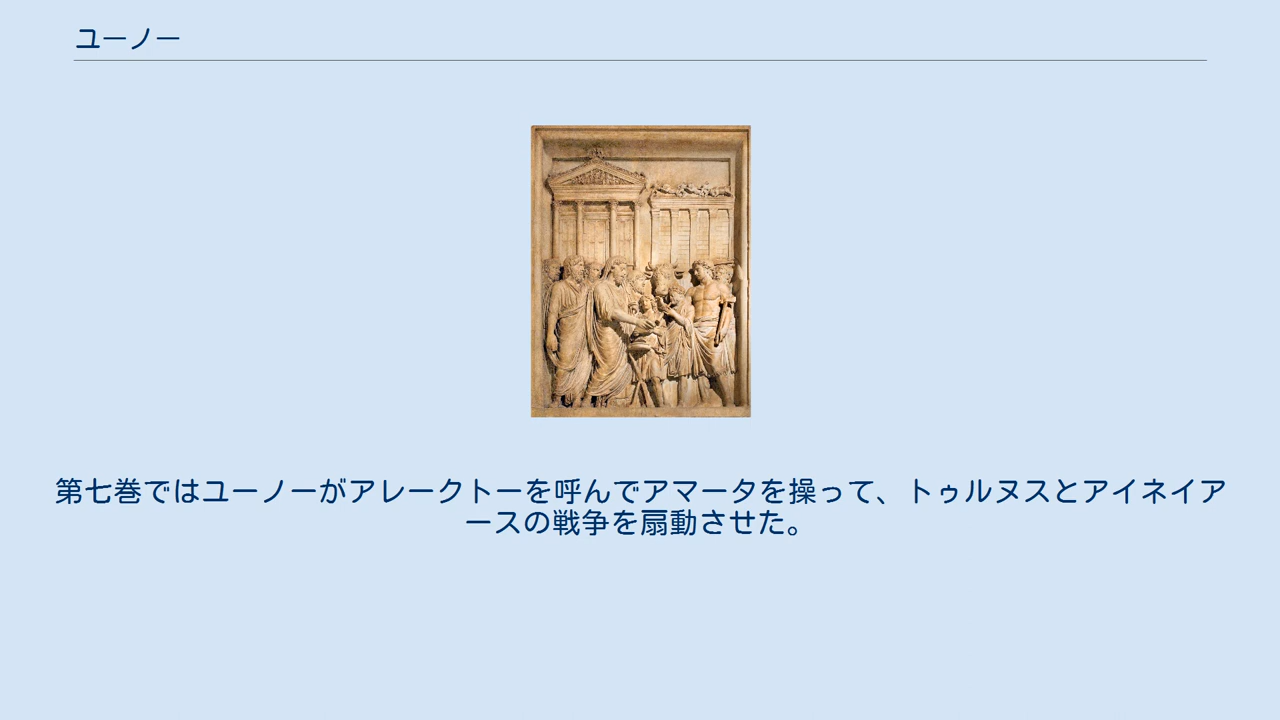 ユーノー
第七巻ではユーノーがアレークトーを呼んでアマータを操って、トゥルヌスとアイネイア
ースの戦争を扇動させた。